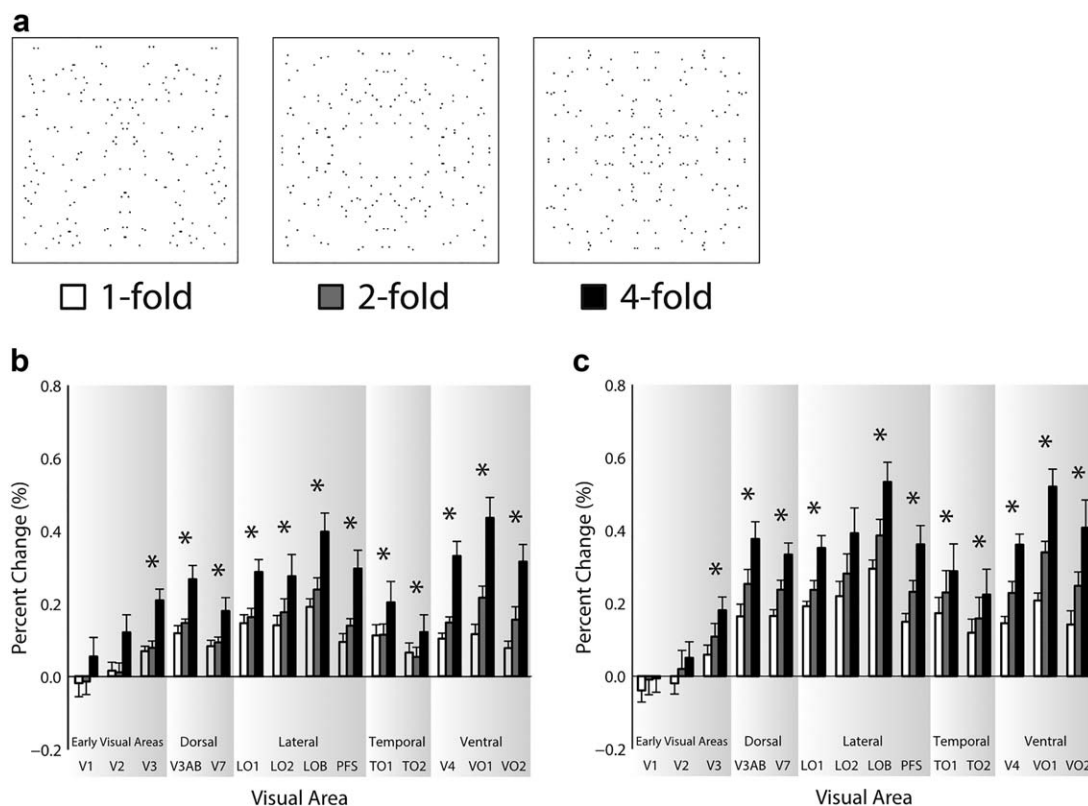 a
1-fold
2-fold
4-fold
b
Percent Change (%)
0.8
0.6
0.4
0.2
0.0
−0.2
* * * * * * * * * * * *
Early Visual Areas Dorsal Lateral Temporal Ventral
V1 V2 V3 V3AB V7 LO1 LO2 LOB PFS TO1 TO2 V4 VO1 VO2
Visual Area
c
Percent Change (%)
0.8
0.6
0.4
0.2
0.0
−0.2
* * * * * * * * * * *
Early Visual Areas Dorsal Lateral Temporal Ventral
V1 V2 V3 V3AB V7 LO1 LO2 LOB PFS TO1 TO2 V4 VO1 VO2
Visual Area